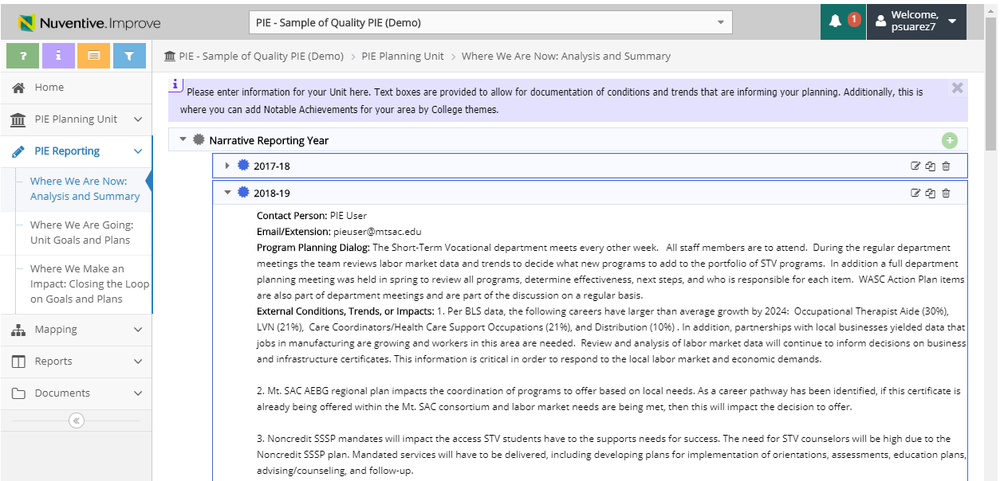 Nuventive. Improve
PIE - Sample of Quality PIE (Demo)
1
Welcome,
psuarez7
?
i
PIE - Sample of Quality PIE (Demo) > PIE Planning Unit > Where We Are Now: Analysis and Summary
Home
PIE Planning Unit
PIE Reporting
Where We Are Now:
Analysis and Summary
Where We Are Going:
Unit Goals and Plans
Where We Make an
Impact: Closing the Loop
on Goals and Plans
Mapping
Reports
Documents
i
Please enter information for your Unit here. Text boxes are provided to allow for documentation of conditions and trends that are informing your planning. Additionally, this is
where you can add Notable Achievements for your area by College themes.
Narrative Reporting Year
2017-18
2018-19
Contact Person: PIE User
Email/Extension: pieuser@mtsac.edu
Program Planning Dialog: The Short-Term Vocational department meets every other week.   All staff members are to attend.  During the regular department
meetings the team reviews labor market data and trends to decide what new programs to add to the portfolio of STV programs.  In addition a full department
planning meeting was held in spring to review all programs, determine effectiveness, next steps, and who is responsible for each item.  WASC Action Plan items
are also part of department meetings and are part of the discussion on a regular basis.
External Conditions, Trends, or Impacts: 1. Per BLS data, the following careers have larger than average growth by 2024:  Occupational Therapist Aide (30%),
LVN (21%),  Care Coordinators/Health Care Support Occupations (21%), and Distribution (10%) . In addition, partnerships with local businesses yielded data that
jobs in manufacturing are growing and workers in this area are needed.  Review and analysis of labor market data will continue to inform decisions on business
and infrastructure certificates. This information is critical in order to respond to the local labor market and economic demands.
2. Mt. SAC AEBG regional plan impacts the coordination of programs to offer based on local needs. As a career pathway has been identified, if this certificate is
already being offered within the Mt. SAC consortium and labor market needs are being met, then this will impact the decision to offer.
3. Noncredit SSSP mandates will impact the access STV students have to the supports needs for success. The need for STV counselors will be high due to the
Noncredit SSSP plan. Mandated services will have to be delivered, including developing plans for implementation of orientations, assessments, education plans,
advising/counseling, and follow-up.